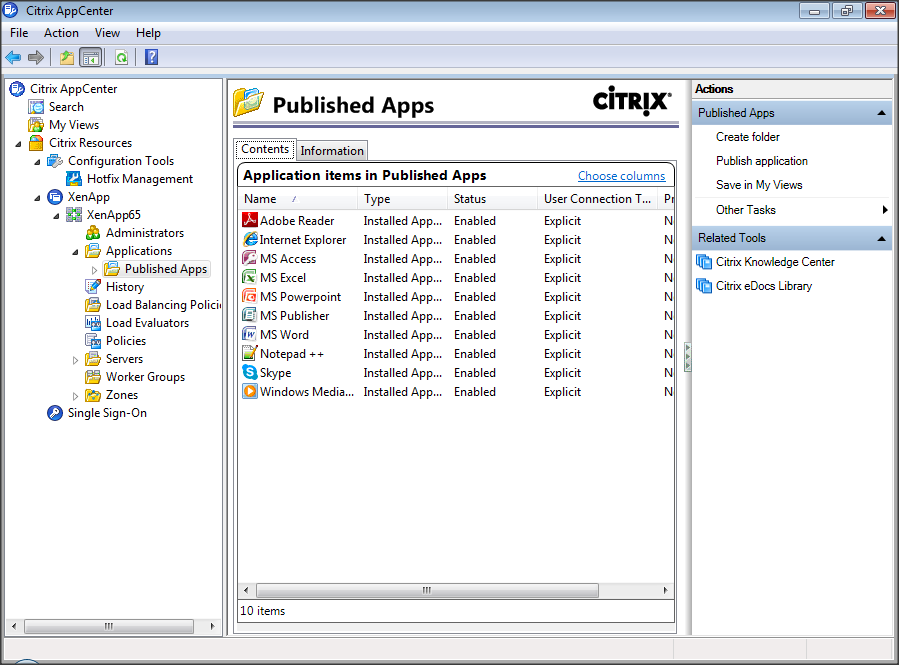 Citrix AppCenter
File Action View Help
Citrix AppCenter
Search
My Views
Citrix Resources
Configuration Tools
Hotfix Management
XenApp
XenApp65
Administrators
Applications
Published Apps
History
Load Balancing Polici
Load Evaluators
Policies
Servers
Worker Groups
Zones
Single Sign-On
Published Apps
CITRIX
Contents Information
Application items in Published Apps Choose columns
Name Type Status User Connection T... Pr
Adobe Reader Installed App... Enabled Explicit N
Internet Explorer Installed App... Enabled Explicit N
MS Access Installed App... Enabled Explicit N
MS Excel Installed App... Enabled Explicit N
MS Powerpoint Installed App... Enabled Explicit N
MS Publisher Installed App... Enabled Explicit N
MS Word Installed App... Enabled Explicit N
Notepad ++ Installed App... Enabled Explicit N
Skype Installed App... Enabled Explicit N
Windows Media... Installed App... Enabled Explicit N
10 items
Actions
Published Apps
Create folder
Publish application
Save in My Views
Other Tasks
Related Tools
Citrix Knowledge Center
Citrix eDocs Library